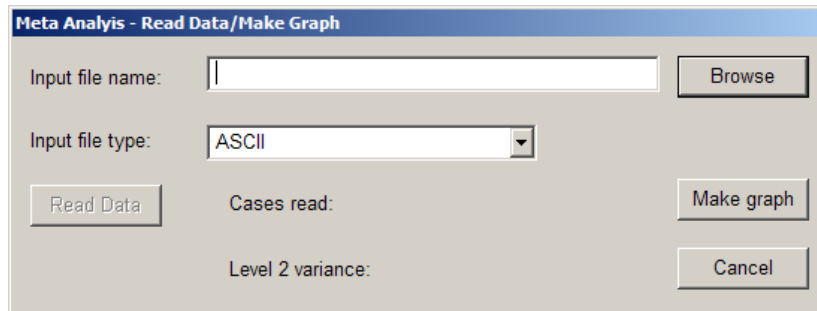 Meta Analyis - Read Data/Make Graph
Input file name:
Browse
Input file type:
ASCII
Read Data
Cases read:
Make graph
Level 2 variance:
Cancel